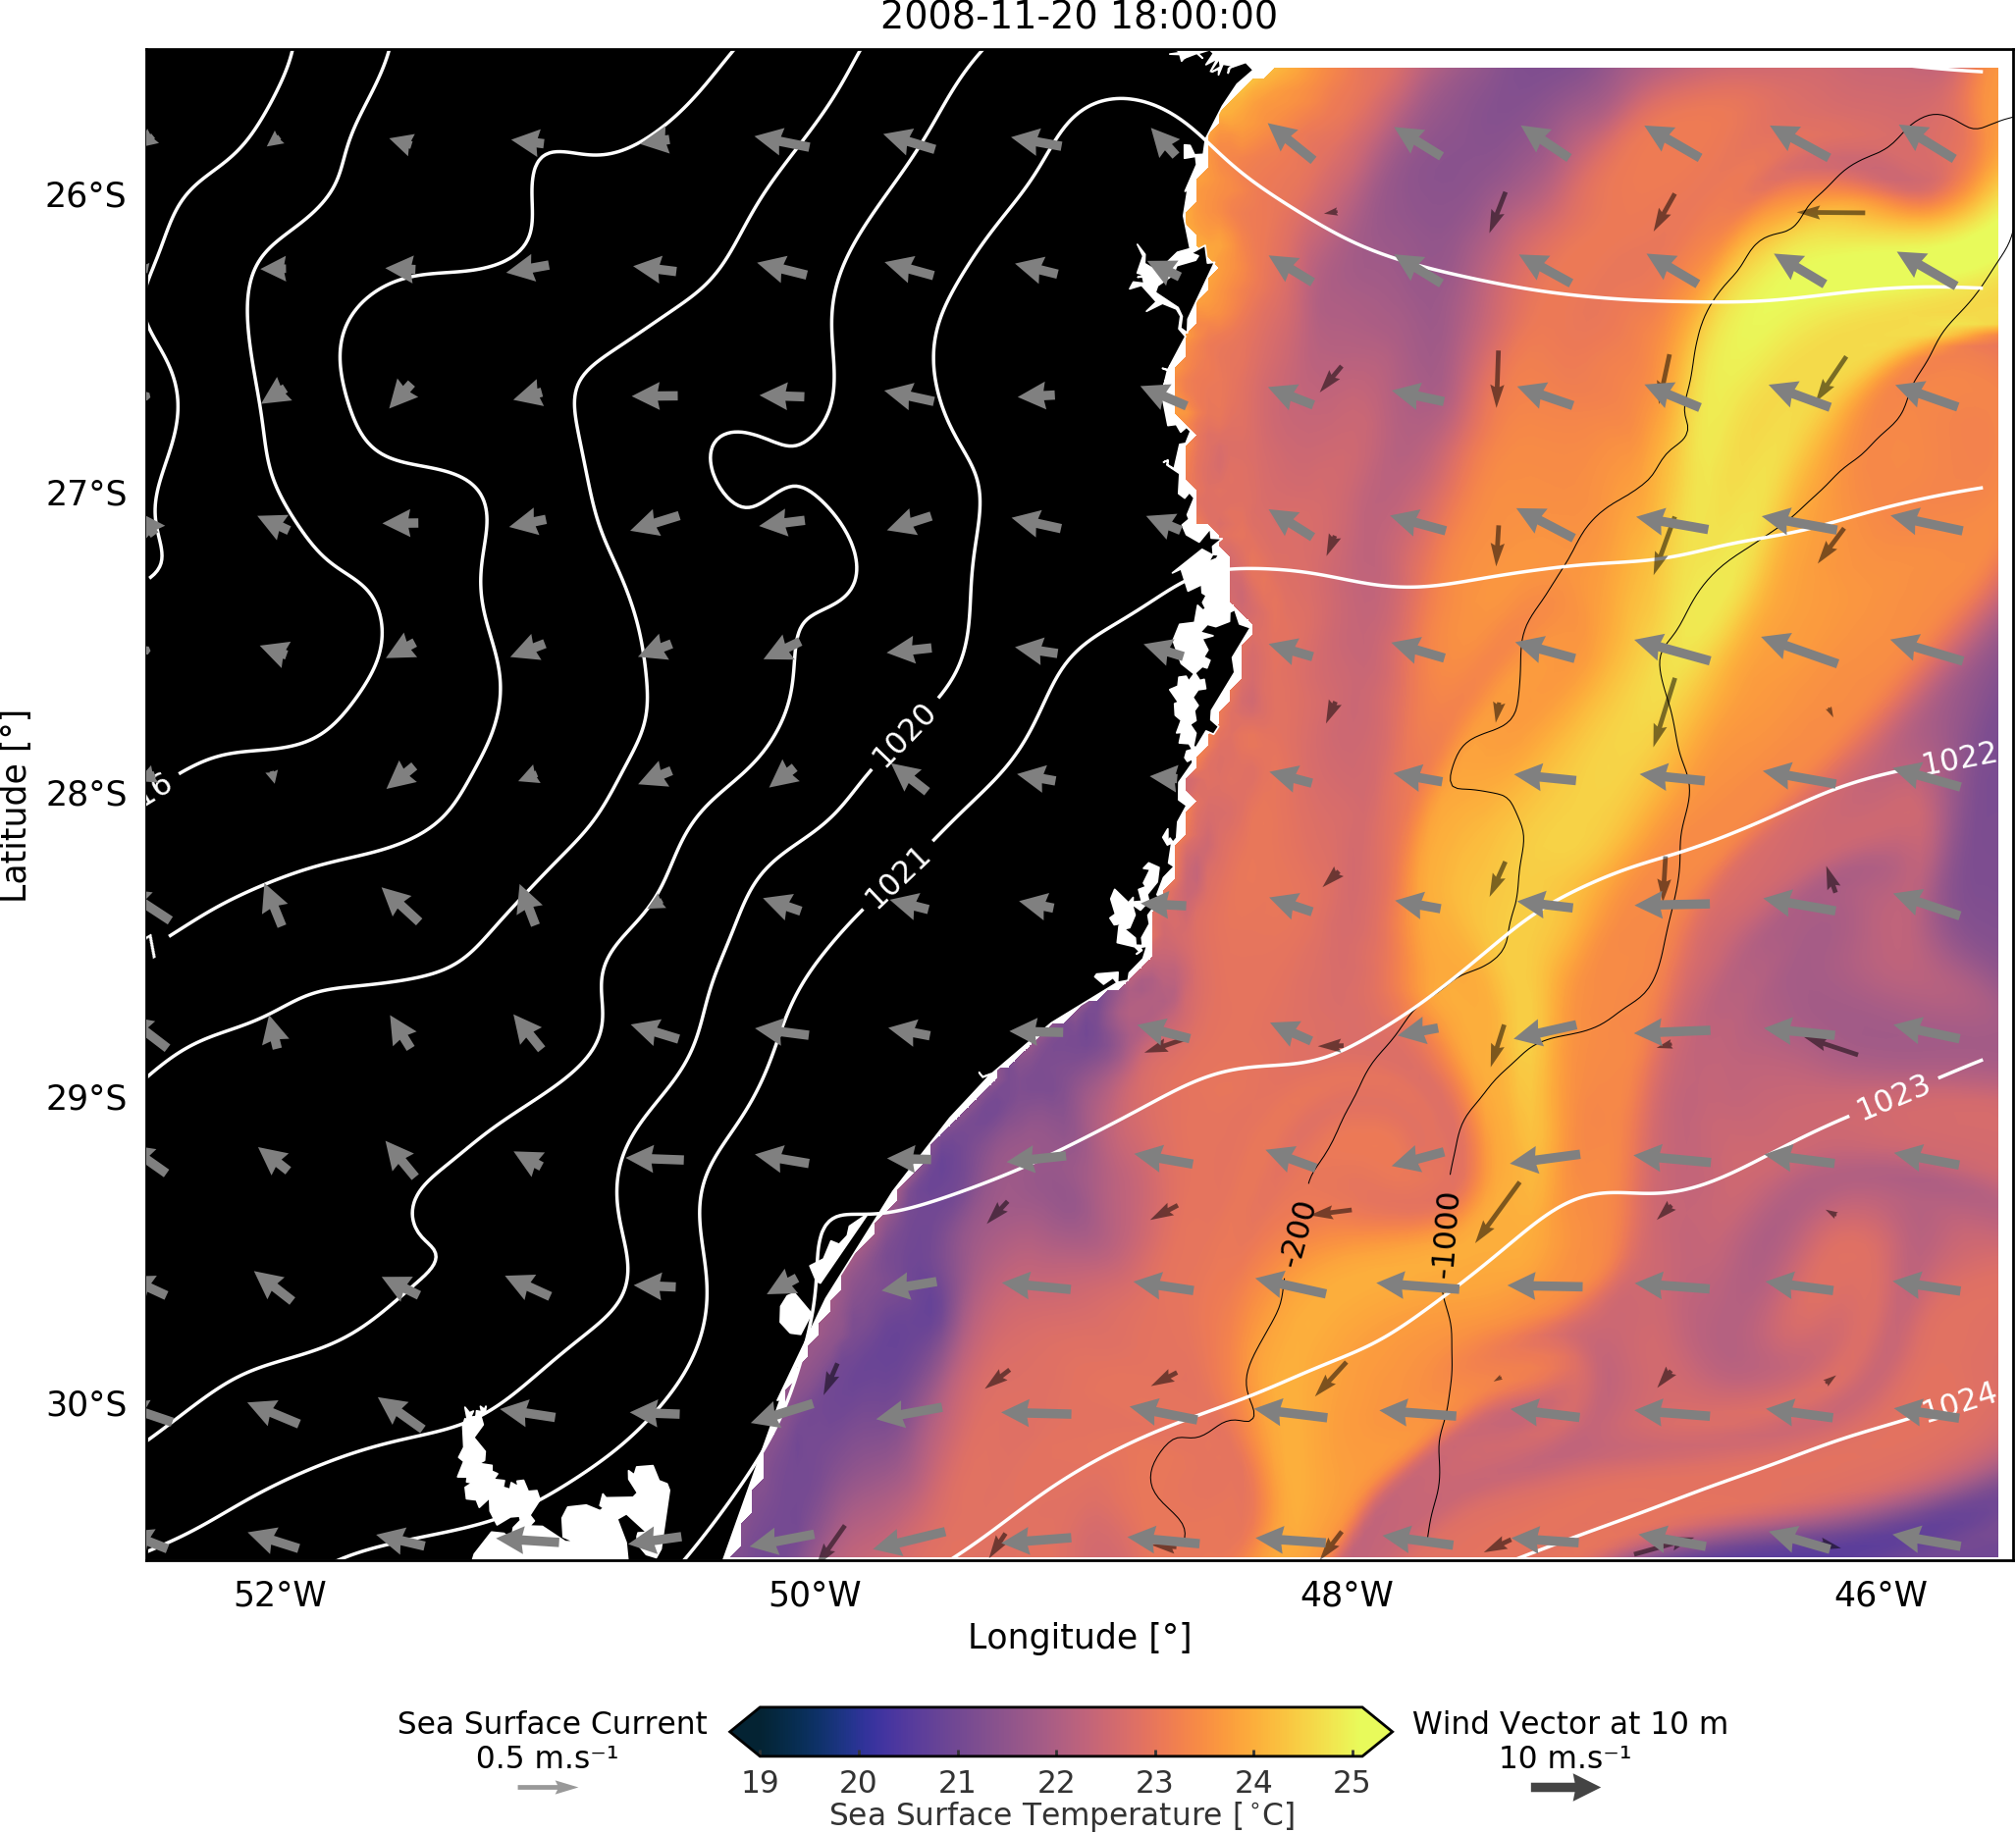 2008-11-20 18:00:00
26°S
27°S
28°S
29°S
30°S
Latitude [°]
1020
1021
1022
1023
1024
-200
-1000
52°W
50°W
48°W
46°W
Longitude [°]
Sea Surface Current
0.5 m.s⁻¹
19 20 21 22 23 24 25
Sea Surface Temperature [°C]
Wind Vector at 10 m
10 m.s⁻¹